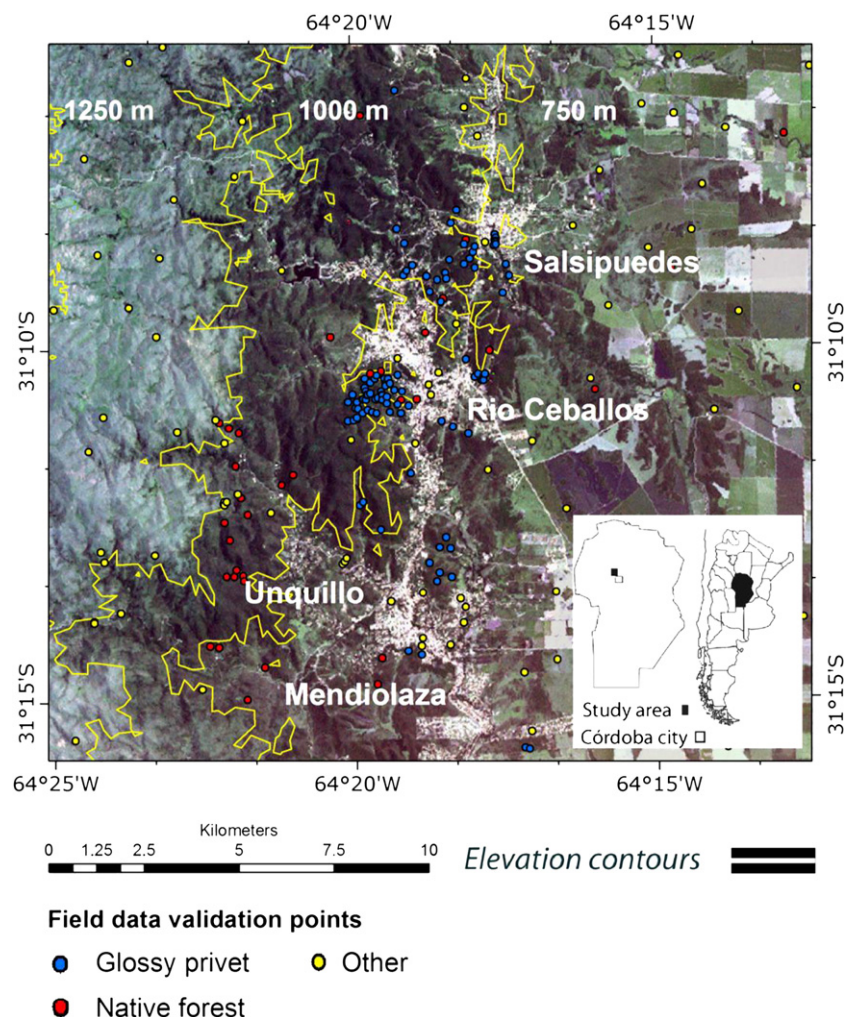 64°20'W 64°15'W
1250 m 1000 m 750 m
Salsipuedes
31°10'S 31°10'S
Rio Ceballos
Unquillo
Mendiolaza
Study area
Córdoba city
31°15'S 31°15'S
64°25'W 64°20'W 64°15'W
Kilometers
0 1.25 2.5 5 7.5 10
Elevation contours
Field data validation points
Glossy privet Other
Native forest